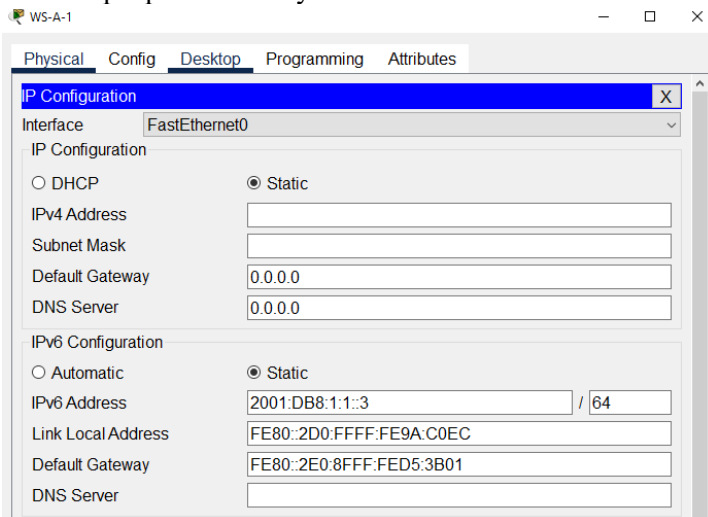 WS-A-1
Physical Config Desktop Programming Attributes
IP Configuration X
Interface FastEthernet0
IP Configuration
DHCP Static
IPv4 Address
Subnet Mask
Default Gateway 0.0.0.0
DNS Server 0.0.0.0
IPv6 Configuration
Automatic Static
IPv6 Address 2001:DB8:1:1::3 / 64
Link Local Address FE80::2D0:FFFF:FE9A:C0EC
Default Gateway FE80::2E0:8FFF:FED5:3B01
DNS Server